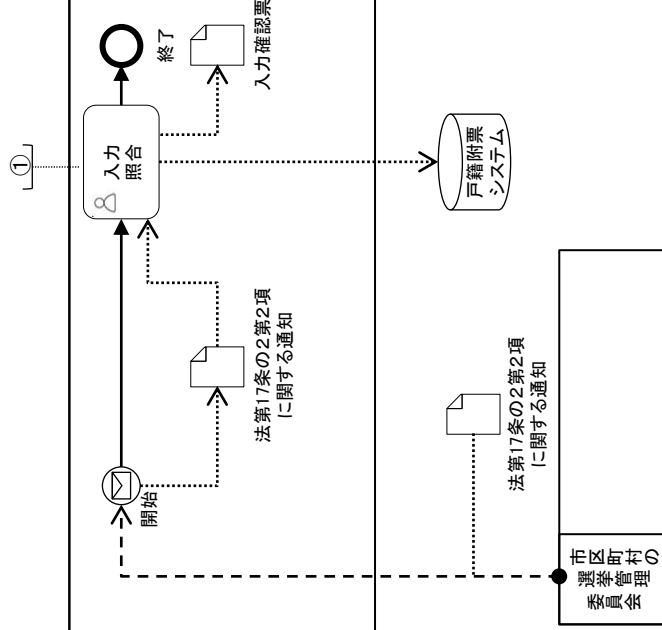 ①
入力
照合
終了
入力確認票
開始
法第17条の2第2項
に関する通知
戸籍附票
システム
法第17条の2第2項
に関する通知
市区町村の
選挙管理
委員会